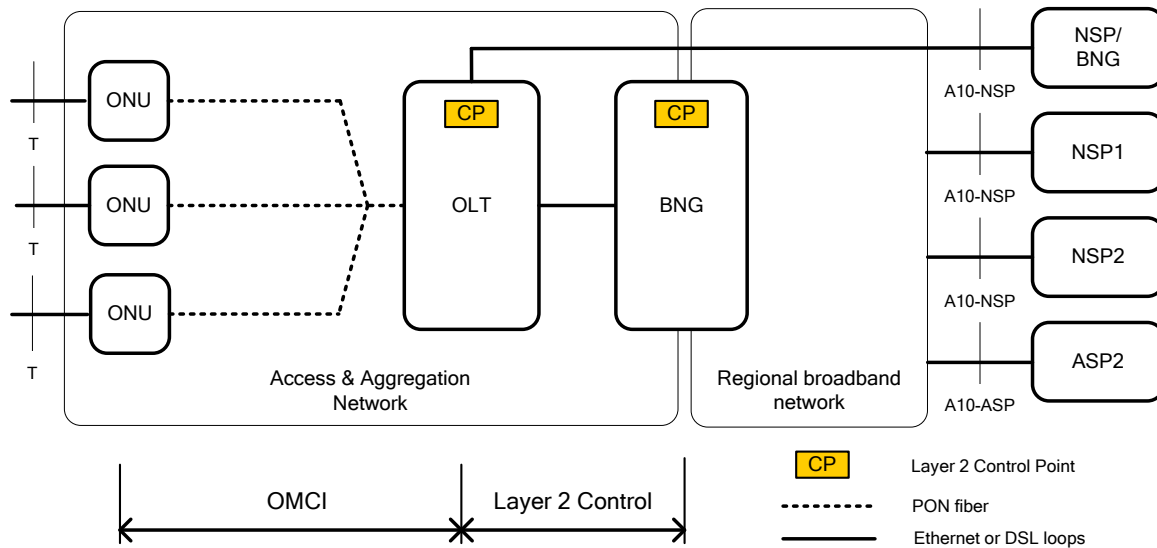 NSP/
BNG
A10-NSP
ONU
T
CP
CP
NSP1
A10-NSP
ONU
OLT
BNG
T
NSP2
A10-NSP
ONU
T
ASP2
A10-ASP
Access & Aggregation
Network
Regional broadband
network
CP
Layer 2 Control Point
OMCI
Layer 2 Control
PON fiber
Ethernet or DSL loops